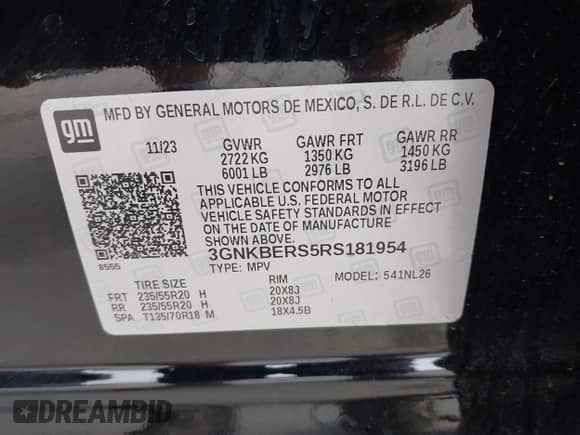 gm
MFD BY GENERAL MOTORS DE MEXICO, S. DE R.L. DE C.V.
11/23 GVWR GAWR FRT GAWR RR
2722 KG 1350 KG 1450 KG
6001 LB 2976 LB 3196 LB
THIS VEHICLE CONFORMS TO ALL
APPLICABLE U.S. FEDERAL MOTOR
VEHICLE SAFETY STANDARDS IN EFFECT
ON THE DATE OF MANUFACTURE
3GNKBERS5RS181954
8555 TYPE: MPV MODEL: 541NL26
TIRE SIZE RIM
FRT 235/55R20 H 20X8J
RR 235/55R20 H 20X8J
SPA T135/70R18 M 18X4.5B
DREAMBID